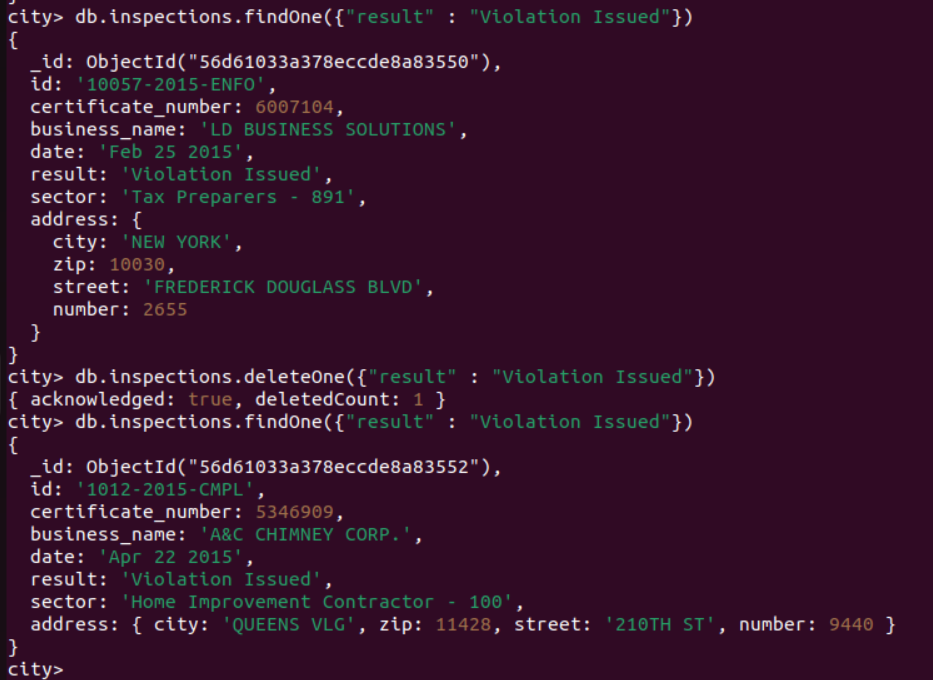 city> db.inspections.findOne({"result" : "Violation Issued"})
{
  _id: ObjectId("56d61033a378eccde8a83550"),
  id: '10057-2015-ENFO',
  certificate_number: 6007104,
  business_name: 'LD BUSINESS SOLUTIONS',
  date: 'Feb 25 2015',
  result: 'Violation Issued',
  sector: 'Tax Preparers - 891',
  address: {
    city: 'NEW YORK',
    zip: 10030,
    street: 'FREDERICK DOUGLASS BLVD',
    number: 2655
  }
}
city> db.inspections.deleteOne({"result" : "Violation Issued"})
{ acknowledged: true, deletedCount: 1 }
city> db.inspections.findOne({"result" : "Violation Issued"})
{
  _id: ObjectId("56d61033a378eccde8a83552"),
  id: '1012-2015-CMPL',
  certificate_number: 5346909,
  business_name: 'A&C CHIMNEY CORP.',
  date: 'Apr 22 2015',
  result: 'Violation Issued',
  sector: 'Home Improvement Contractor - 100',
  address: { city: 'QUEENS VLG', zip: 11428, street: '210TH ST', number: 9440 }
}
city>